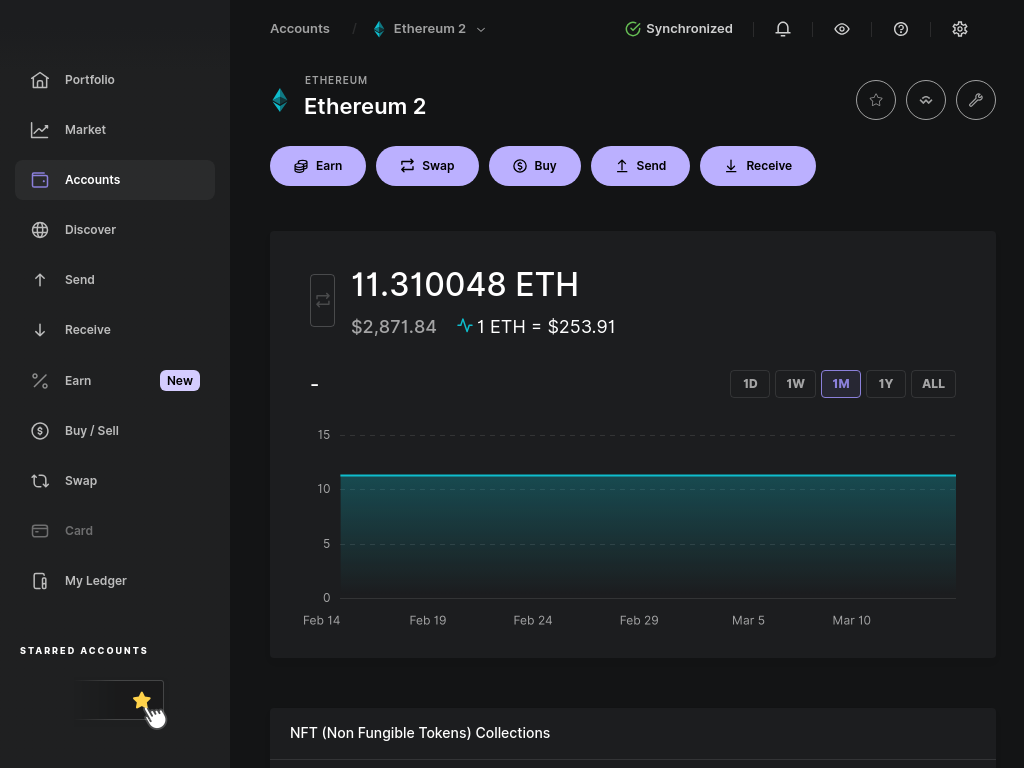 Portfolio
Market
Accounts
Discover
Send
Receive
Earn New
Buy / Sell
Swap
Card
My Ledger
STARRED ACCOUNTS
Accounts / Ethereum 2
Synchronized
ETHEREUM
Ethereum 2
Earn Swap Buy Send Receive
11.310048 ETH
$2,871.84 1 ETH = $253.91
-
1D 1W 1M 1Y ALL
15
10
5
0
Feb 14 Feb 19 Feb 24 Feb 29 Mar 5 Mar 10
NFT (Non Fungible Tokens) Collections